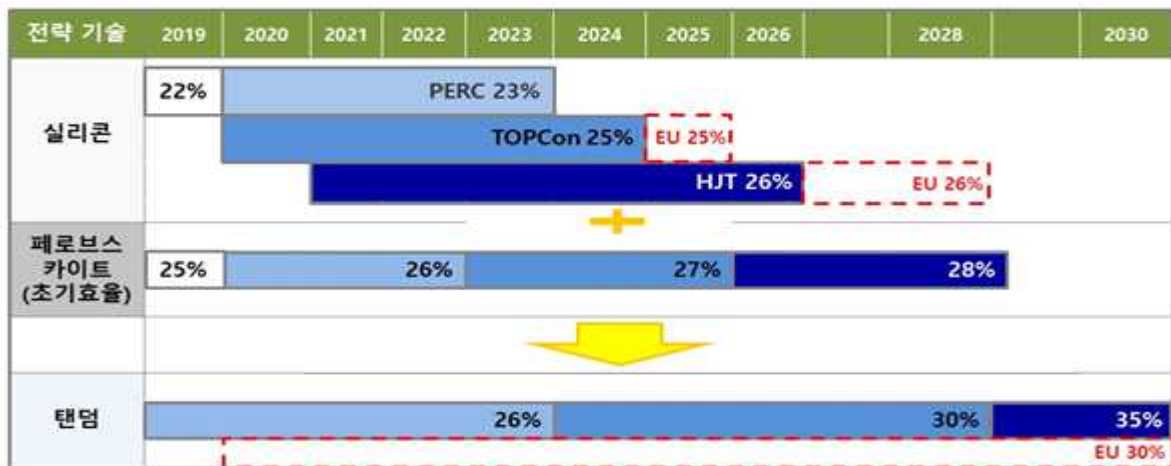 전략 기술 2019 2020 2021 2022 2023 2024 2025 2026 2028 2030
실리콘
22% PERC 23%
TOPCon 25% EU 25%
HJT 26% EU 26%
페로브스
카이트
(초기효율)
25% 26% 27% 28%
탠덤
26% 30% 35%
EU 30%